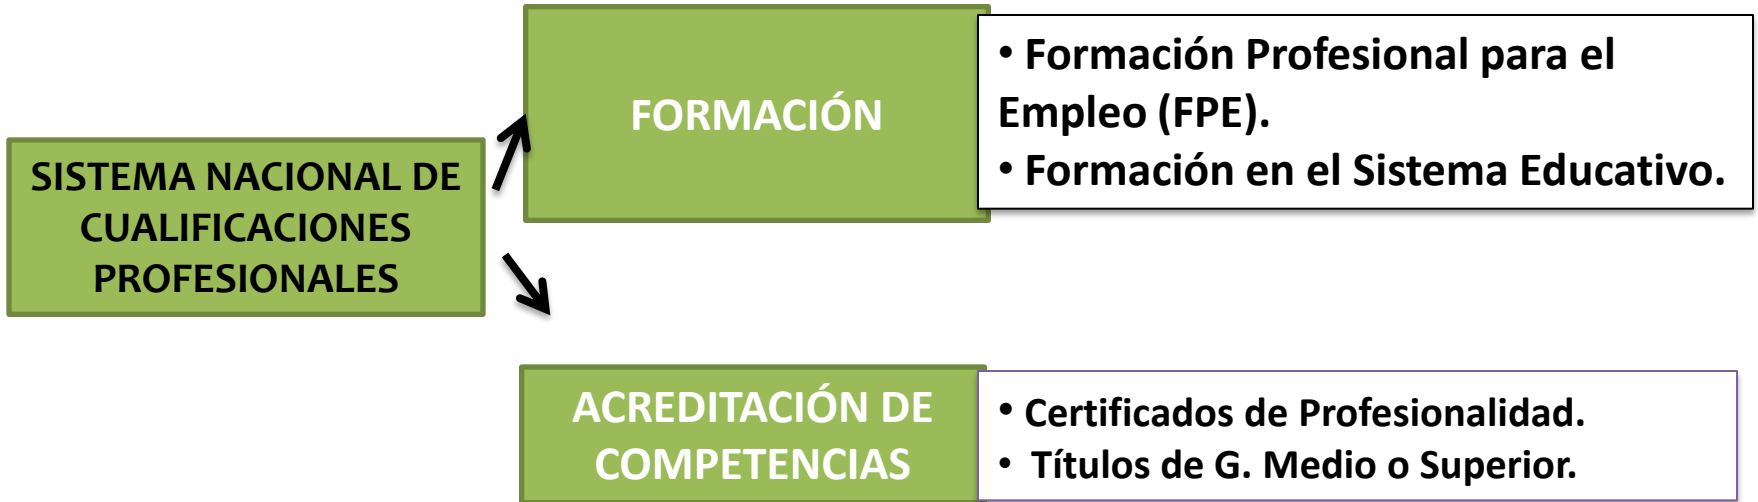 SISTEMA NACIONAL DE
CUALIFICACIONES
PROFESIONALES
FORMACIÓN
• Formación Profesional para el
Empleo (FPE).
• Formación en el Sistema Educativo.
ACREDITACIÓN DE
COMPETENCIAS
• Certificados de Profesionalidad.
• Títulos de G. Medio o Superior.